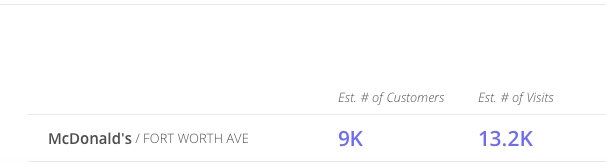 Est. # of Customers Est. # of Visits
McDonald's / FORT WORTH AVE 9K 13.2K